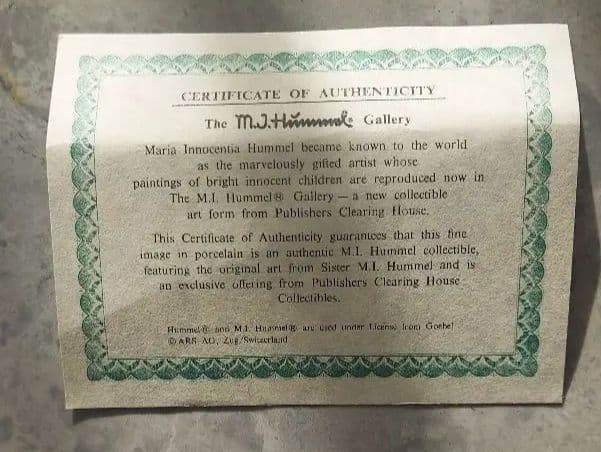 CERTIFICATE OF AUTHENTICITY
The M.J.Hummel® Gallery
Maria Innocentia Hummel became known to the world
as the marvelously gifted artist whose
paintings of bright innocent children are reproduced now in
The M.I. Hummel® Gallery — a new collectible
art form from Publishers Clearing House.
This Certificate of Authenticity guarantees that this fine
image in porcelain is an authentic M.I. Hummel collectible,
featuring the original art from Sister M.I. Hummel and is
an exclusive offering from Publishers Clearing House
Collectibles.
Hummel® and M.I. Hummel® are used under License from Goebel
© ARS AG, Zug/Switzerland